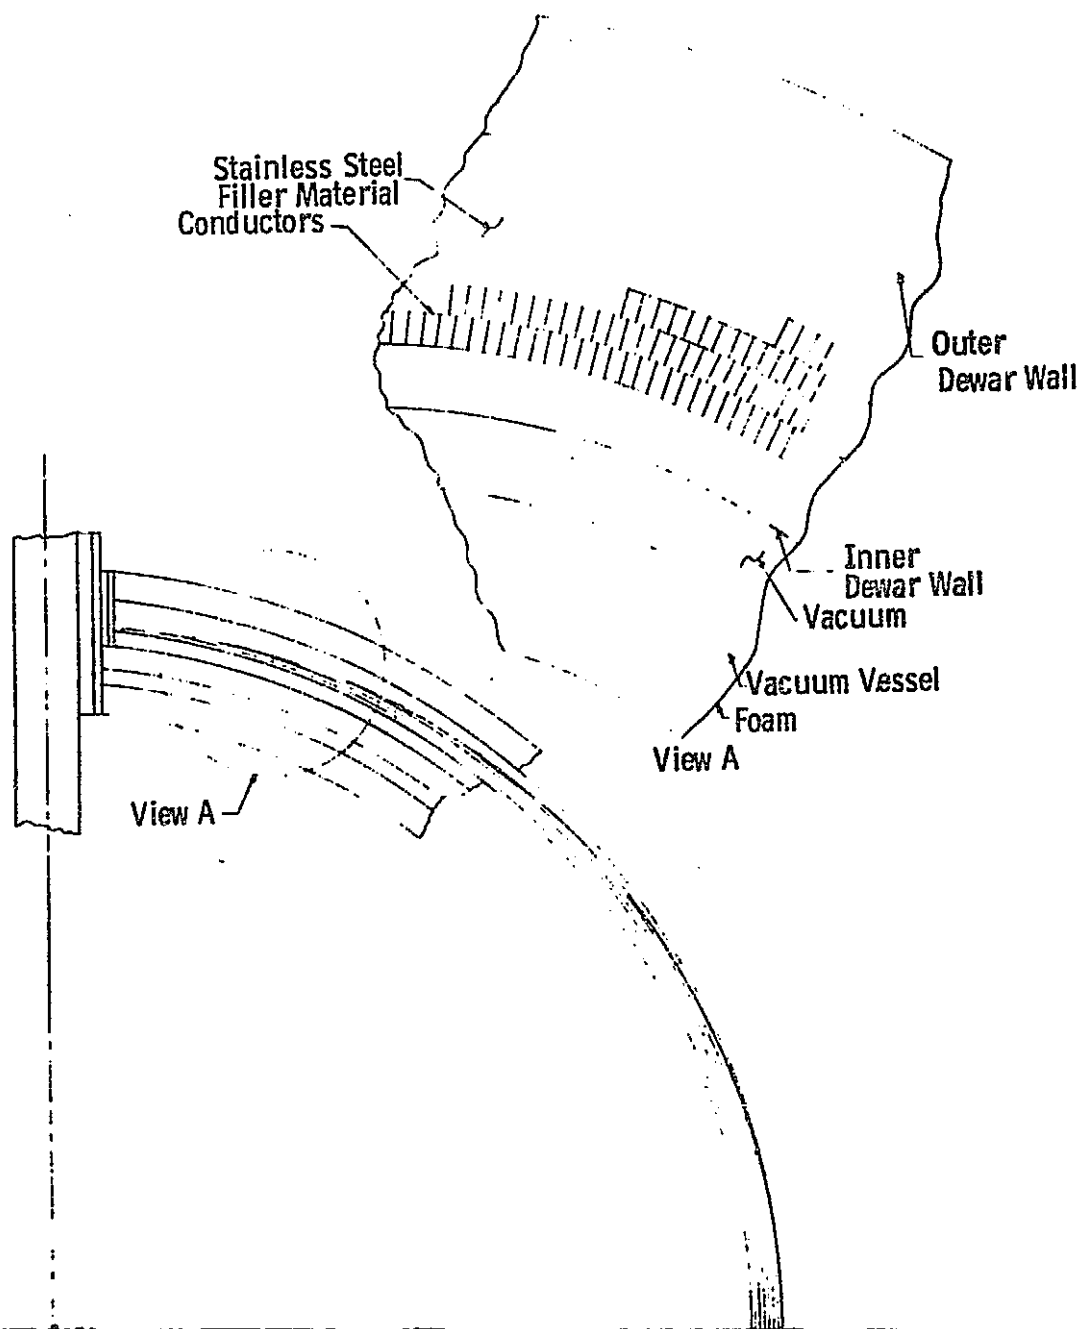 Stainless Steel
Filler Material
Conductors
Outer
Dewar Wall
Inner
Dewar Wall
Vacuum
Vacuum Vessel
Foam
View A
View A